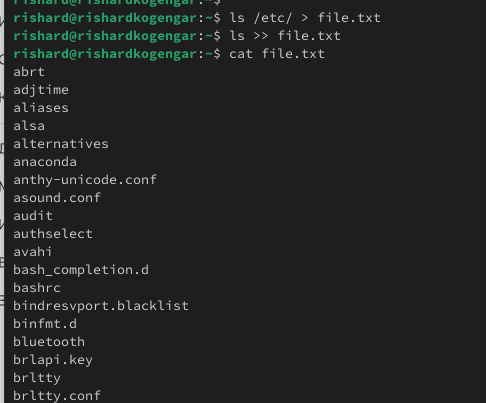 rishard@rishardkogengar:~$ ls /etc/ > file.txt
rishard@rishardkogengar:~$ ls >> file.txt
rishard@rishardkogengar:~$ cat file.txt
abrt
adjtime
aliases
alsa
alternatives
anaconda
anthy-unicode.conf
asound.conf
audit
authselect
avahi
bash_completion.d
bashrc
bindresvport.blacklist
binfmt.d
bluetooth
brlapi.key
brltty
brltty.conf